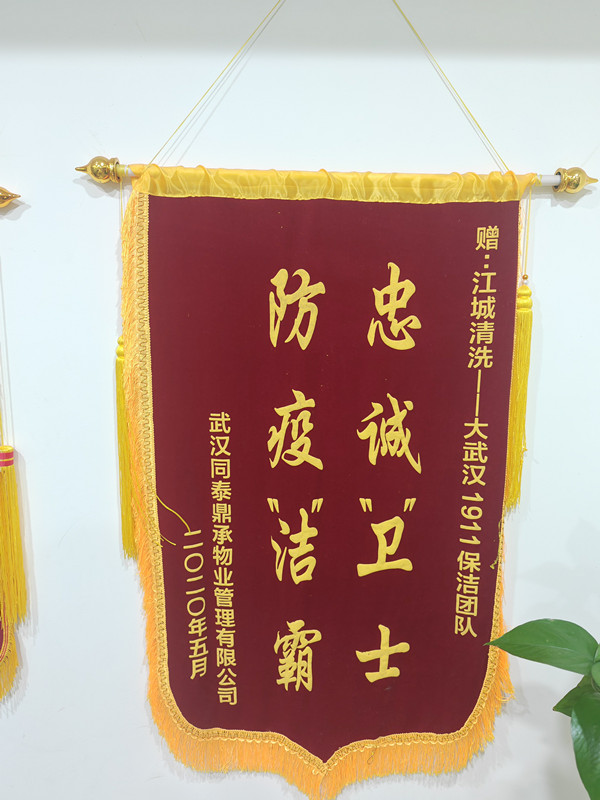 赠:江城清洗——大武汉1911保洁团队
忠诚"卫"士
防疫"洁"霸
武汉同泰鼎承物业管理有限公司
二〇二〇年五月